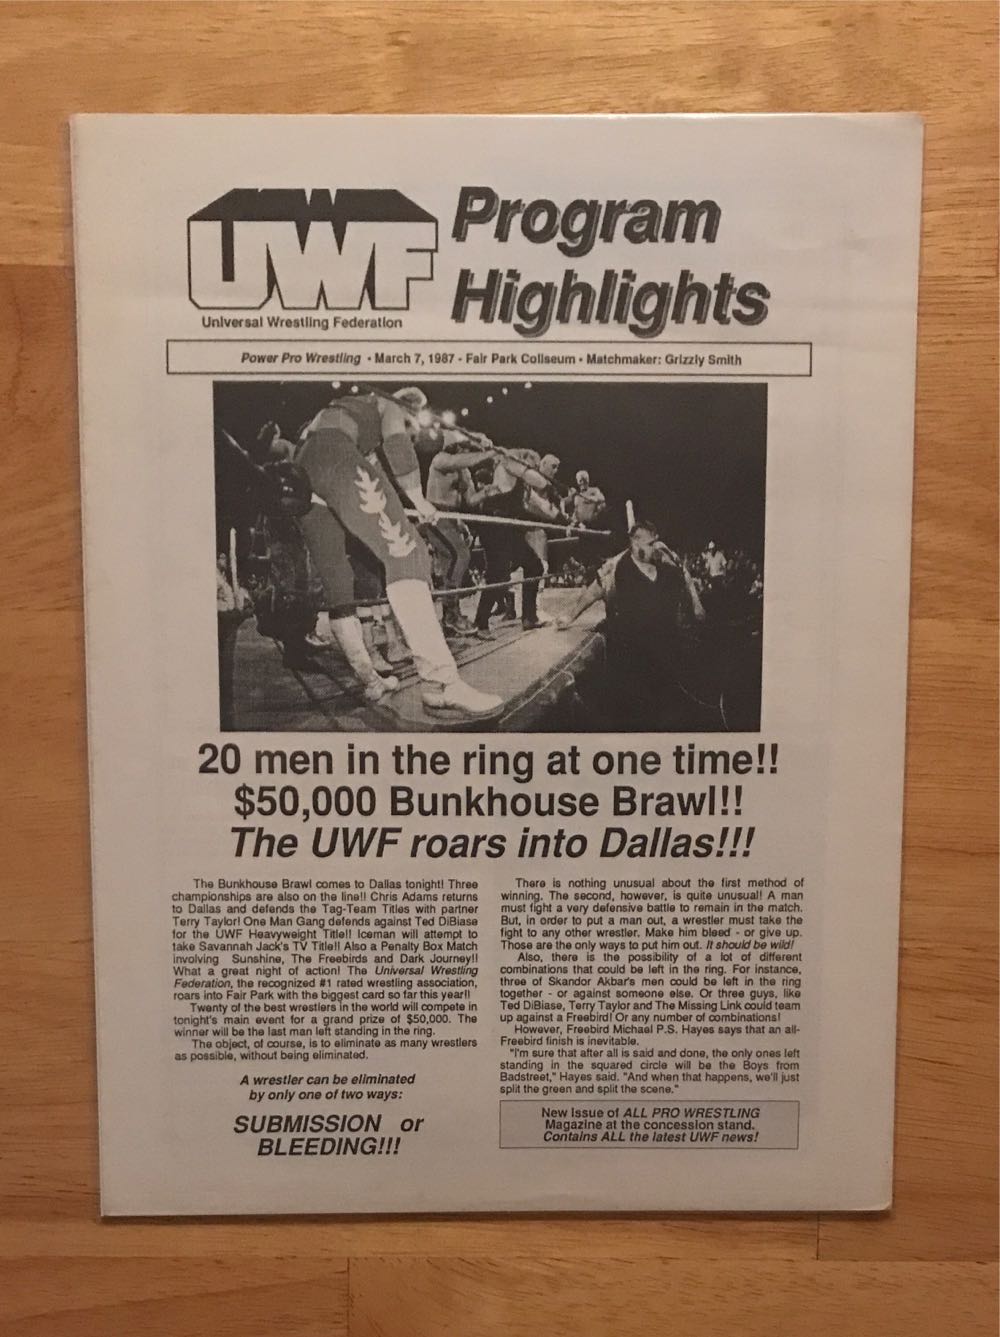 UWF
Universal Wrestling Federation
Program
Highlights
Power Pro Wrestling • March 7, 1987 - Fair Park Coliseum • Matchmaker: Grizzly Smith
20 men in the ring at one time!!
$50,000 Bunkhouse Brawl!!
The UWF roars into Dallas!!!
The Bunkhouse Brawl comes to Dallas tonight! Three
championships are also on the line!! Chris Adams returns
to Dallas and defends the Tag-Team Titles with partner
Terry Taylor! One Man Gang defends against Ted DiBiase
for the UWF Heavyweight Title!! Iceman will attempt to
take Savannah Jack's TV Title!! Also a Penalty Box Match
involving Sunshine, The Freebirds and Dark Journey!!
What a great night of action! The Universal Wrestling
Federation, the recognized #1 rated wrestling association,
roars into Fair Park with the biggest card so far this year!!
Twenty of the best wrestlers in the world will compete in
tonight's main event for a grand prize of $50,000. The
winner will be the last man left standing in the ring.
The object, of course, is to eliminate as many wrestlers
as possible, without being eliminated.
A wrestler can be eliminated
by only one of two ways:
SUBMISSION or
BLEEDING!!!
There is nothing unusual about the first method of
winning. The second, however, is quite unusual! A man
must fight a very defensive battle to remain in the match.
But, in order to put a man out, a wrestler must take the
fight to any other wrestler. Make him bleed - or give up.
Those are the only ways to put him out. It should be wild!
Also, there is the possibility of a lot of different
combinations that could be left in the ring. For instance,
three of Skandor Akbar's men could be left in the ring
together - or against someone else. Or three guys, like
Ted DiBiase, Terry Taylor and The Missing Link could team
up against a Freebird! Or any number of combinations!
However, Freebird Michael P.S. Hayes says that an all-
Freebird finish is inevitable.
"I'm sure that after all is said and done, the only ones left
standing in the squared circle will be the Boys from
Badstreet," Hayes said. "And when that happens, we'll just
split the green and split the scene."
New issue of ALL PRO WRESTLING
Magazine at the concession stand.
Contains ALL the latest UWF news!